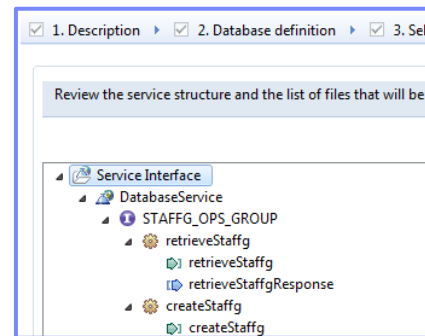 1. Description 2. Database definition 3. Sel
Review the service structure and the list of files that will be
Service Interface
DatabaseService
STAFFG_OPS_GROUP
retrieveStaffg
retrieveStaffg
retrieveStaffgResponse
createStaffg
createStaffg